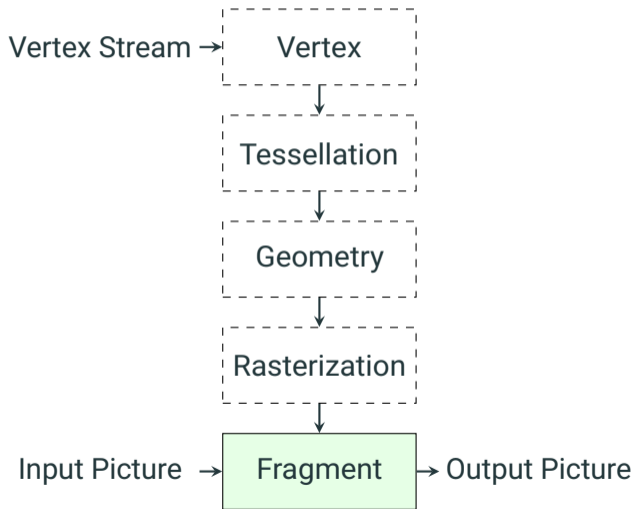 Vertex Stream
Vertex
Tessellation
Geometry
Rasterization
Input Picture
Fragment
Output Picture